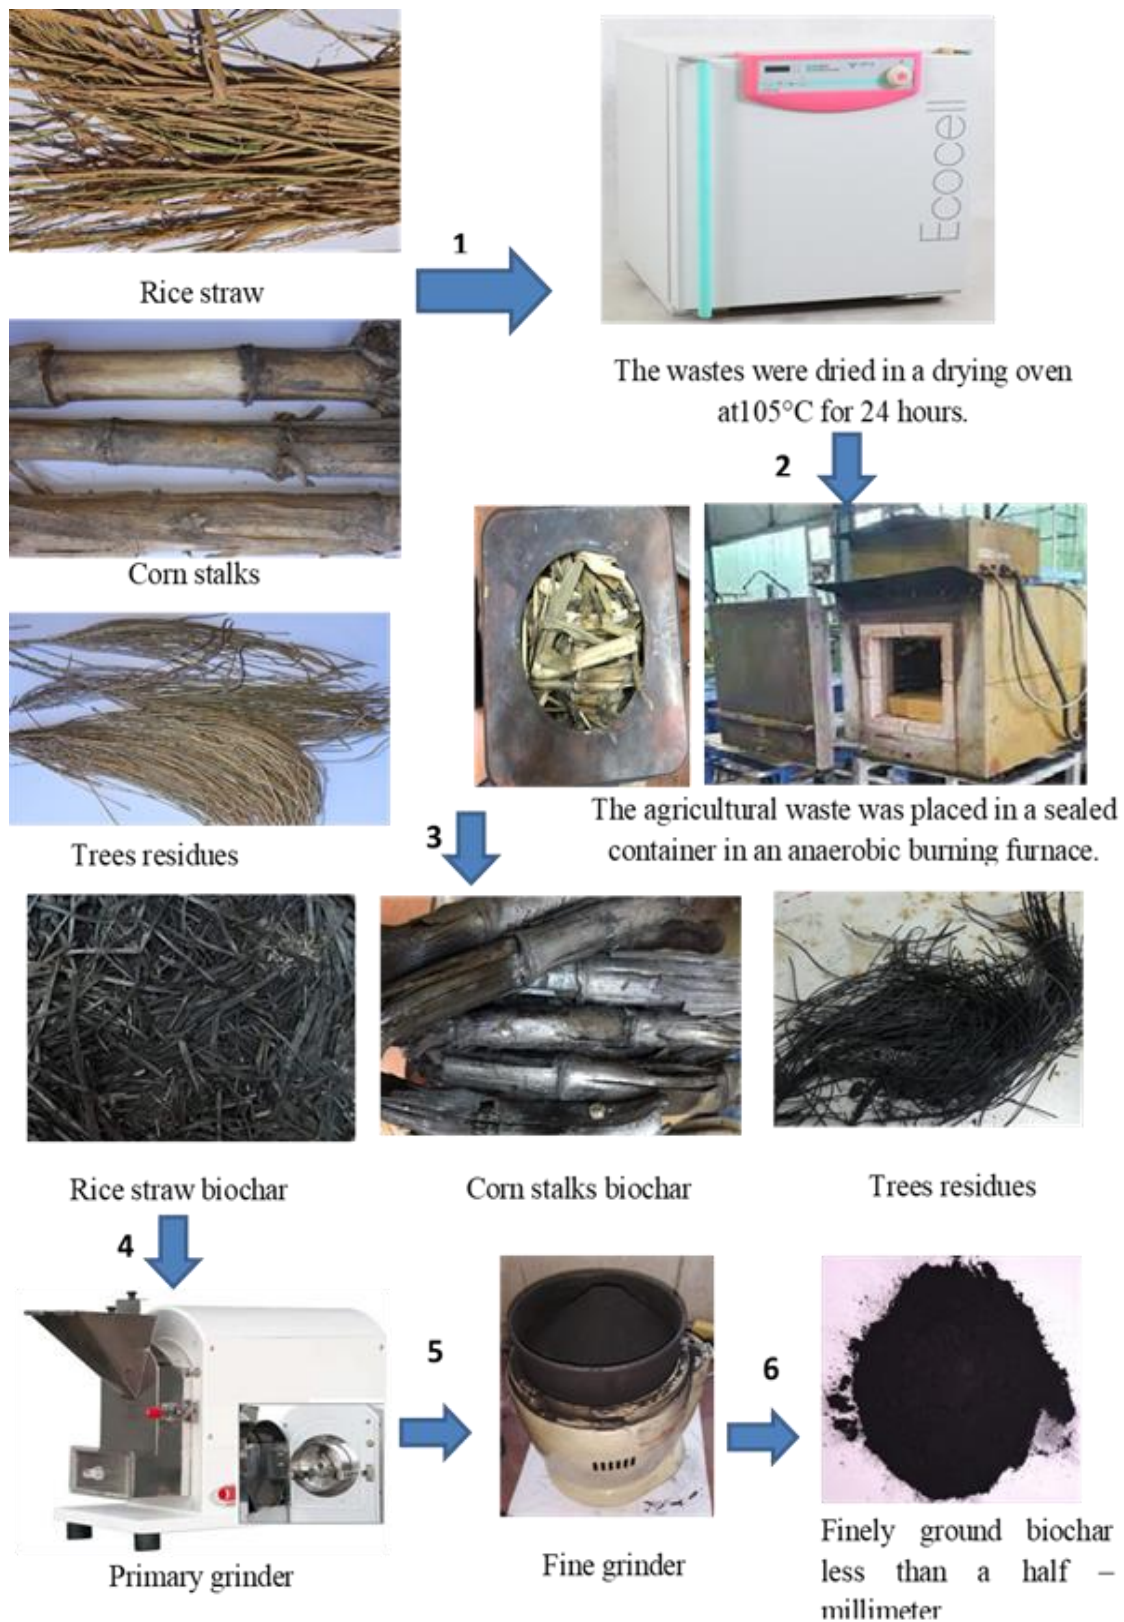 Rice straw
1
Ecocell
Corn stalks
The wastes were dried in a drying oven
at105°C for 24 hours.
2
Trees residues
The agricultural waste was placed in a sealed
container in an anaerobic burning furnace.
3
Rice straw biochar
Corn stalks biochar
Trees residues
4
Primary grinder
5
Fine grinder
6
Finely ground biochar
less than a half –
millimeter